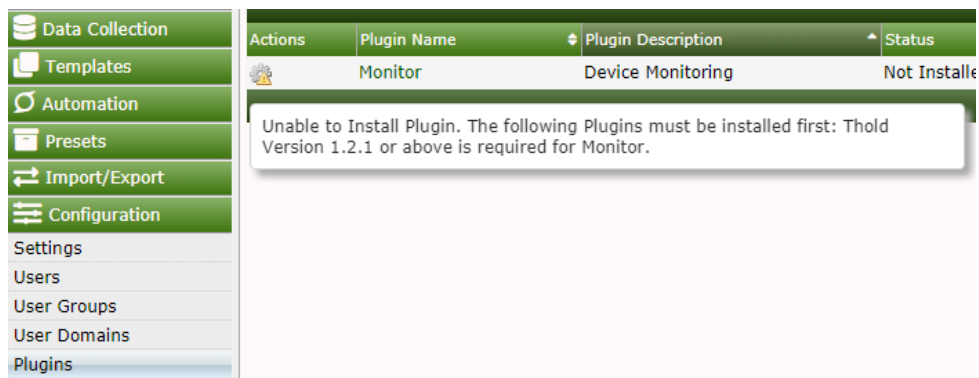 Data Collection
Templates
Automation
Presets
Import/Export
Configuration
Settings
Users
User Groups
User Domains
Plugins
Actions Plugin Name Plugin Description Status
Monitor Device Monitoring Not Installe
Unable to Install Plugin. The following Plugins must be installed first: Thold
Version 1.2.1 or above is required for Monitor.